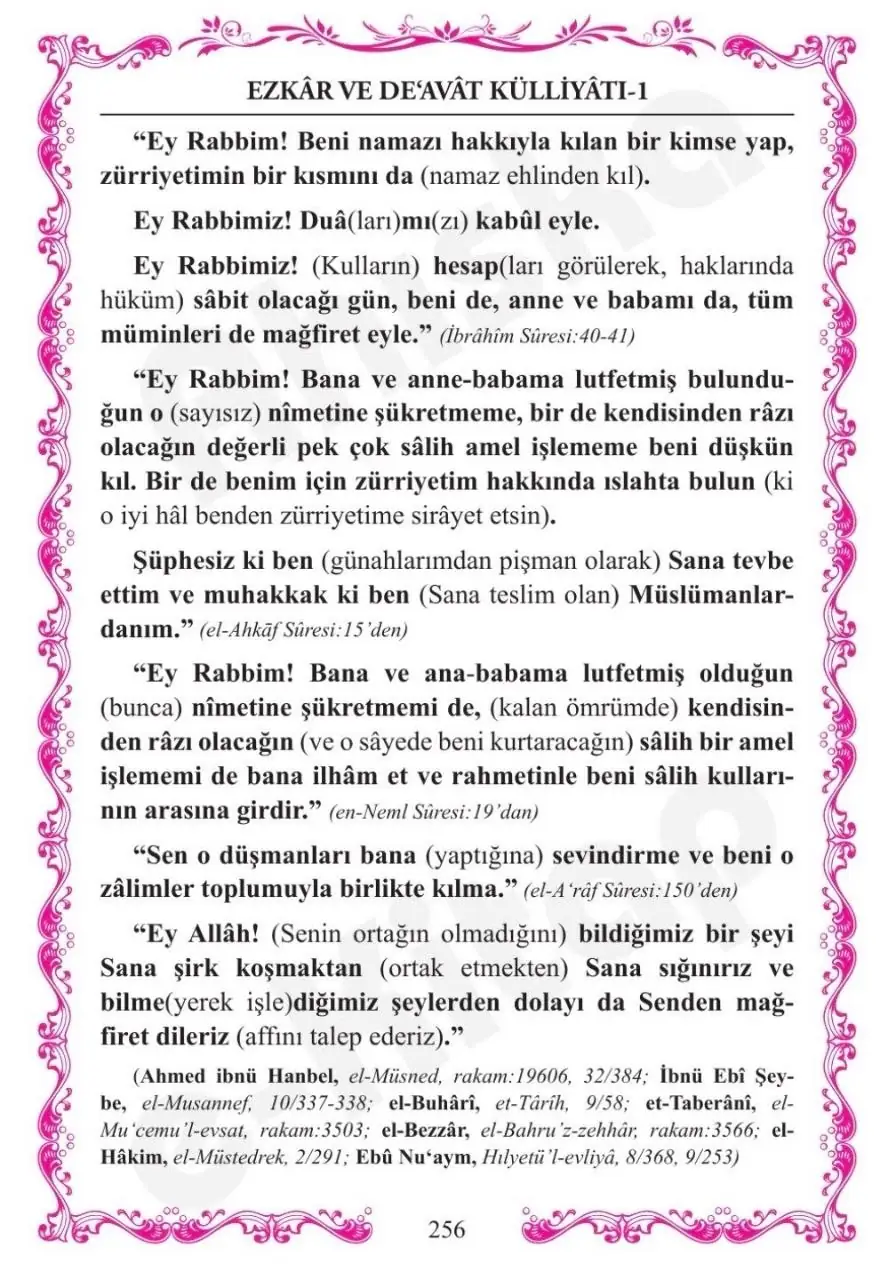 EZKÂR VE DE‘AVÂT KÜLLİYÂTI-1
“Ey Rabbim! Beni namazı hakkıyla kılan bir kimse yap,
zürriyetimin bir kısmını da (namaz ehlinden kıl).
Ey Rabbimiz! Duâ(ları)mı(zı) kabûl eyle.
Ey Rabbimiz! (Kulların) hesap(ları görülerek, haklarında
hüküm) sâbit olacağı gün, beni de, anne ve babamı da, tüm
müminleri de mağfiret eyle.” (İbrâhîm Sûresi:40-41)
“Ey Rabbim! Bana ve anne-babama lutfetmiş bulundu-
ğun o (sayısız) nîmetine şükretmeme, bir de kendisinden râzı
olacağın değerli pek çok sâlih amel işlememe beni düşkün
kıl. Bir de benim için zürriyetim hakkında ıslahta bulun (ki
o iyi hâl benden zürriyetime sirâyet etsin).
Şüphesiz ki ben (günahlarımdan pişman olarak) Sana tevbe
ettim ve muhakkak ki ben (Sana teslim olan) Müslümanlar-
danım.” (el-Ahkāf Sûresi:15’den)
“Ey Rabbim! Bana ve ana-babama lutfetmiş olduğun
(bunca) nîmetine şükretmemi de, (kalan ömrümde) kendisin-
den râzı olacağın (ve o sâyede beni kurtaracağın) sâlih bir amel
işlememi de bana ilhâm et ve rahmetinle beni sâlih kulları-
nın arasına girdir.” (en-Neml Sûresi:19’dan)
“Sen o düşmanları bana (yaptığına) sevindirme ve beni o
zâlimler toplumuyla birlikte kılma.” (el-A‘râf Sûresi:150’den)
“Ey Allâh! (Senin ortağın olmadığını) bildiğimiz bir şeyi
Sana şirk koşmaktan (ortak etmekten) Sana sığınırız ve
bilme(yerek işle)diğimiz şeylerden dolayı da Senden mağ-
firet dileriz (affını talep ederiz).”
(Ahmed ibnü Hanbel, el-Müsned, rakam:19606, 32/384; İbnü Ebî Şey-
be, el-Musannef, 10/337-338; el-Buhârî, et-Târîh, 9/58; et-Taberânî, el-
Mu‘cemu’l-evsat, rakam:3503; el-Bezzâr, el-Bahru’z-zehhâr, rakam:3566; el-
Hâkim, el-Müstedrek, 2/291; Ebû Nu‘aym, Hılyetü’l-evliyâ, 8/368, 9/253)
256